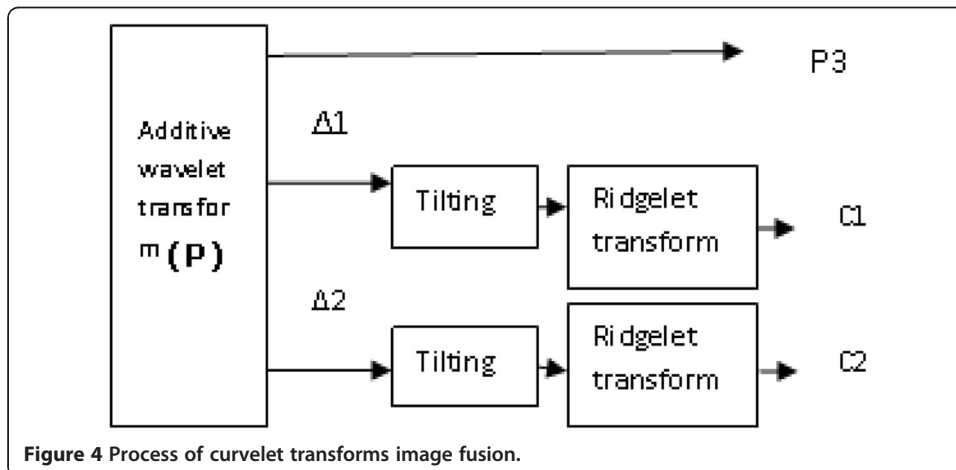 P3
Additive
wavelet
transfor
m(P)
Δ1
Tilting
Ridgelet
transform
C1
Δ2
Tilting
Ridgelet
transform
C2
Figure 4 Process of curvelet transforms image fusion.